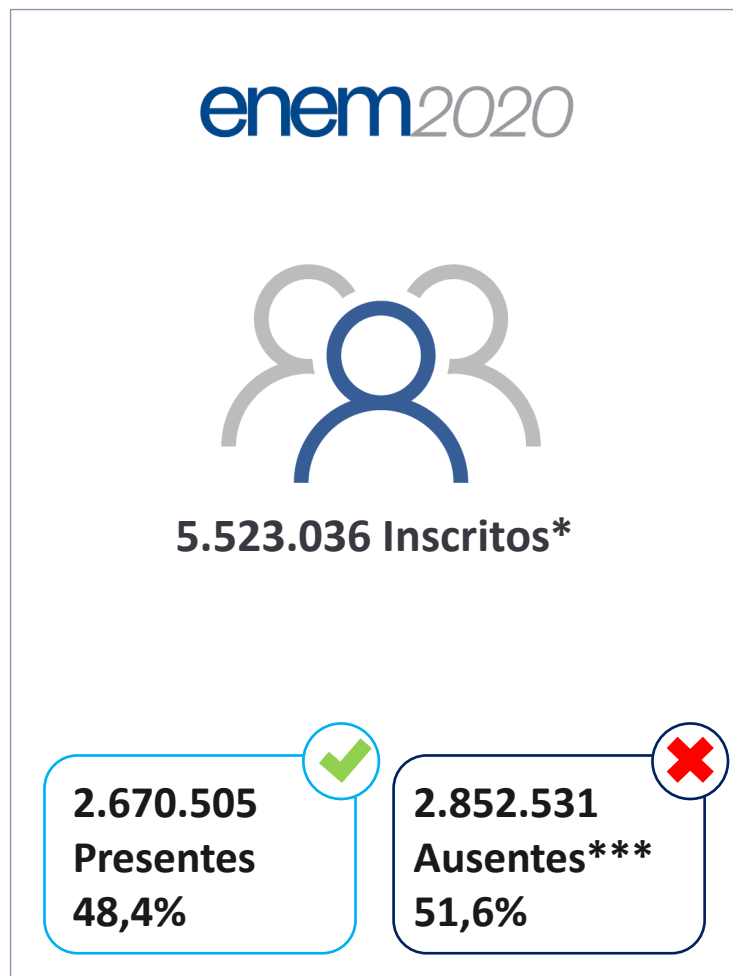 enem2020
5.523.036 Inscritos*
2.670.505
Presentes
48,4%
2.852.531
Ausentes***
51,6%